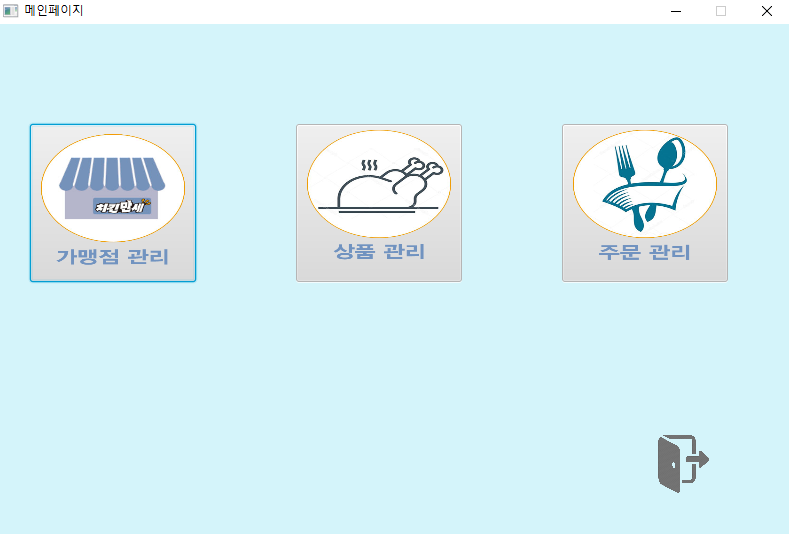 메인페이지
치킨만세
가맹점 관리
상품 관리
주문 관리